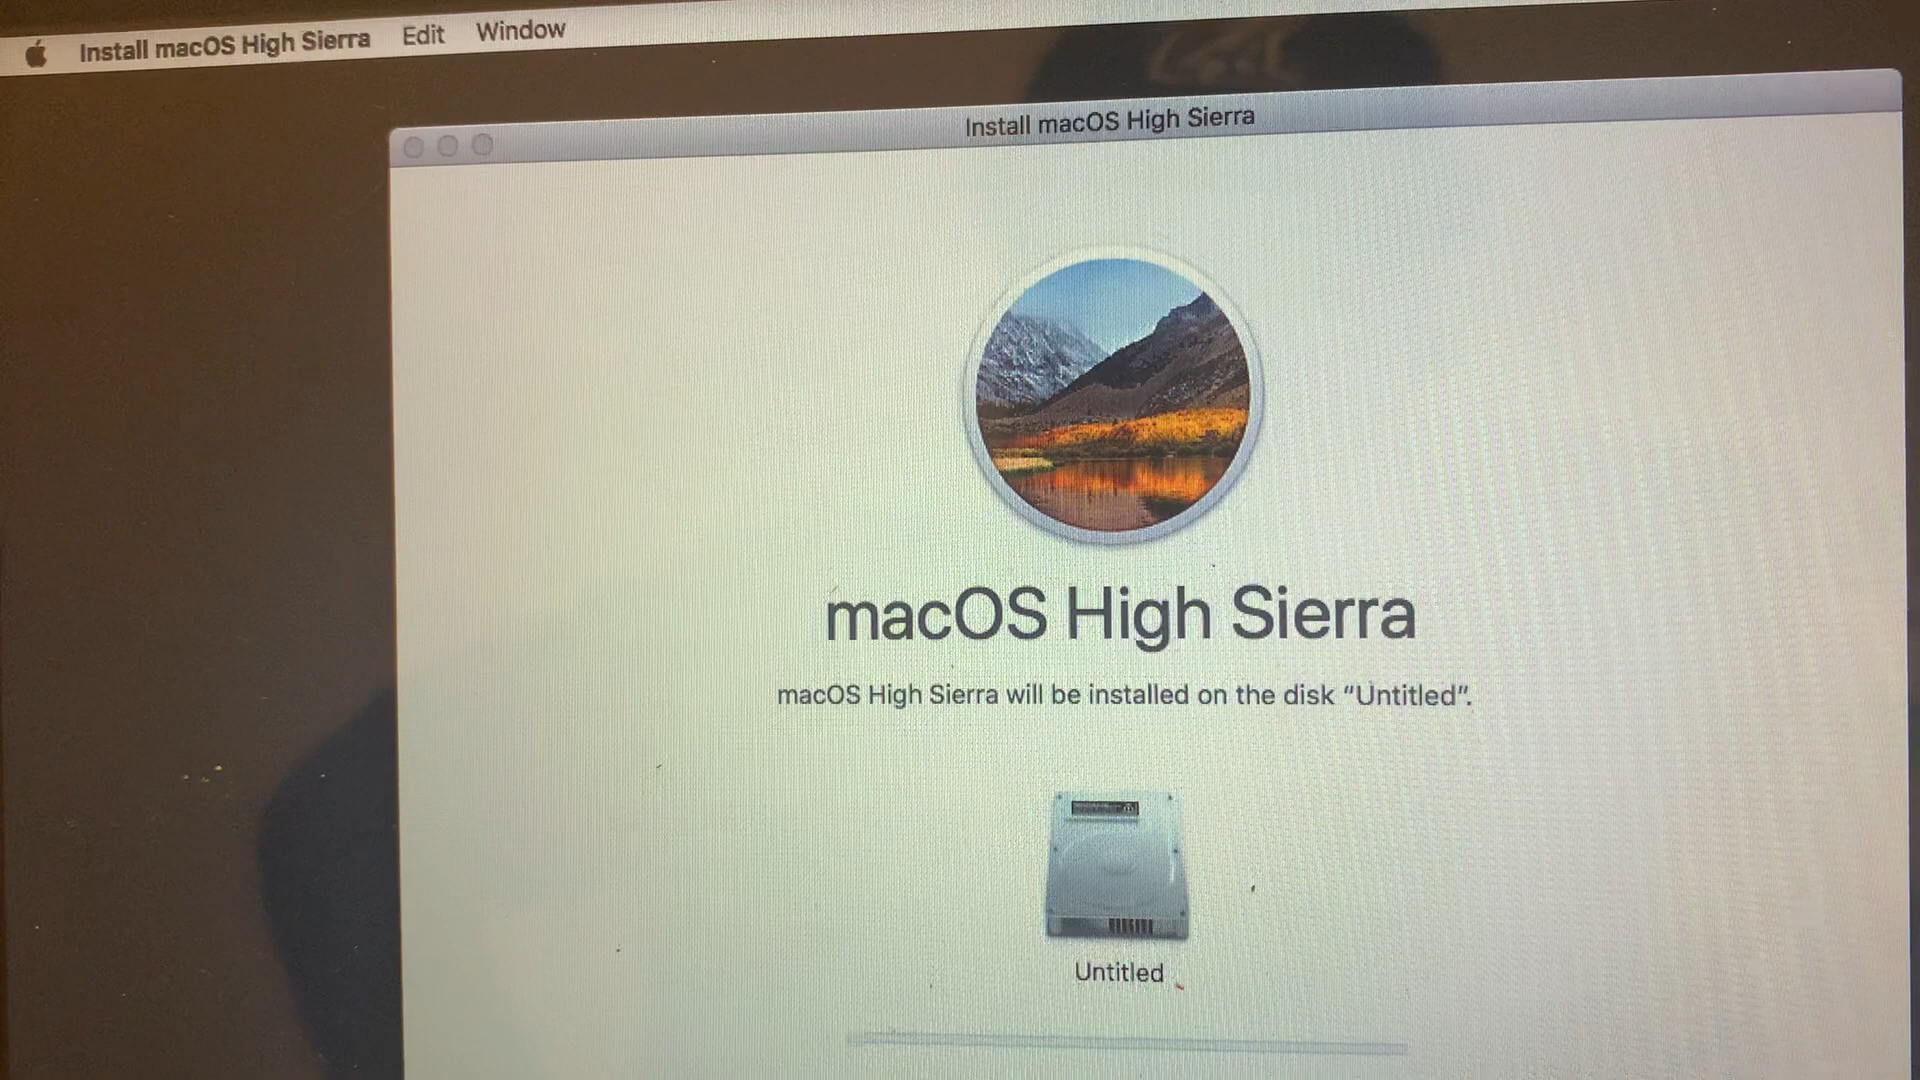 Install macOS High Sierra Edit Window
Install macOS High Sierra
macOS High Sierra
macOS High Sierra will be installed on the disk “Untitled”.
Untitled